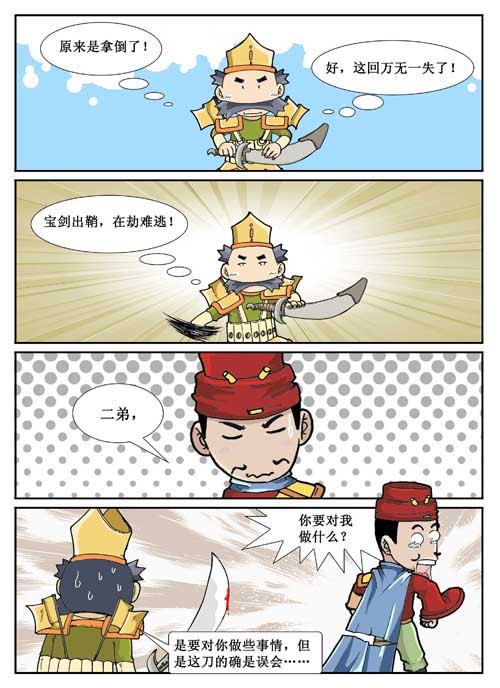 原来是拿倒了!
好,这回万无一失了!
宝剑出鞘,在劫难逃!
二弟,
你要对我
做什么?
是要对你做些事情,但
是这刀的确是误会……